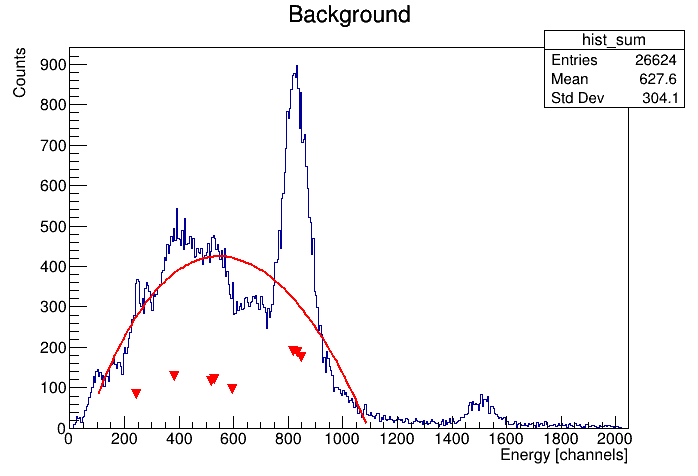 Background
hist_sum
Entries 26624
Mean 627.6
Std Dev 304.1
Counts
900
800
700
600
500
400
300
200
100
0
0 200 400 600 800 1000 1200 1400 1600 1800 2000
Energy [channels]